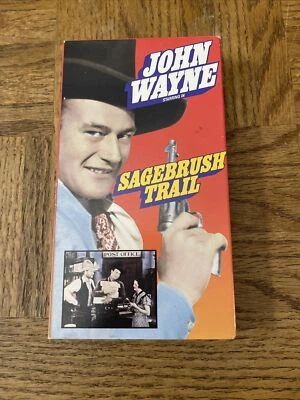 JOHN
WAYNE
STARRING IN
SAGEBRUSH
TRAIL
POST OFFICE